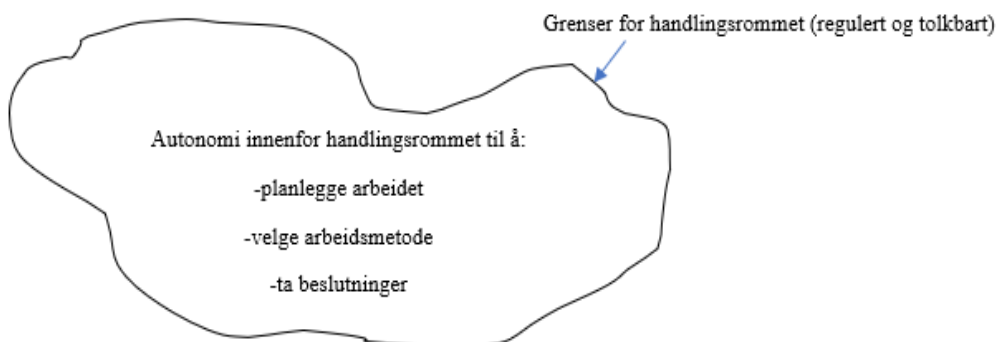 Grenser for handlingsrommet (regulert og tolkbart)
Autonomi innenfor handlingsrommet til å:
-planlegge arbeidet
-velge arbeidsmetode
-ta beslutninger